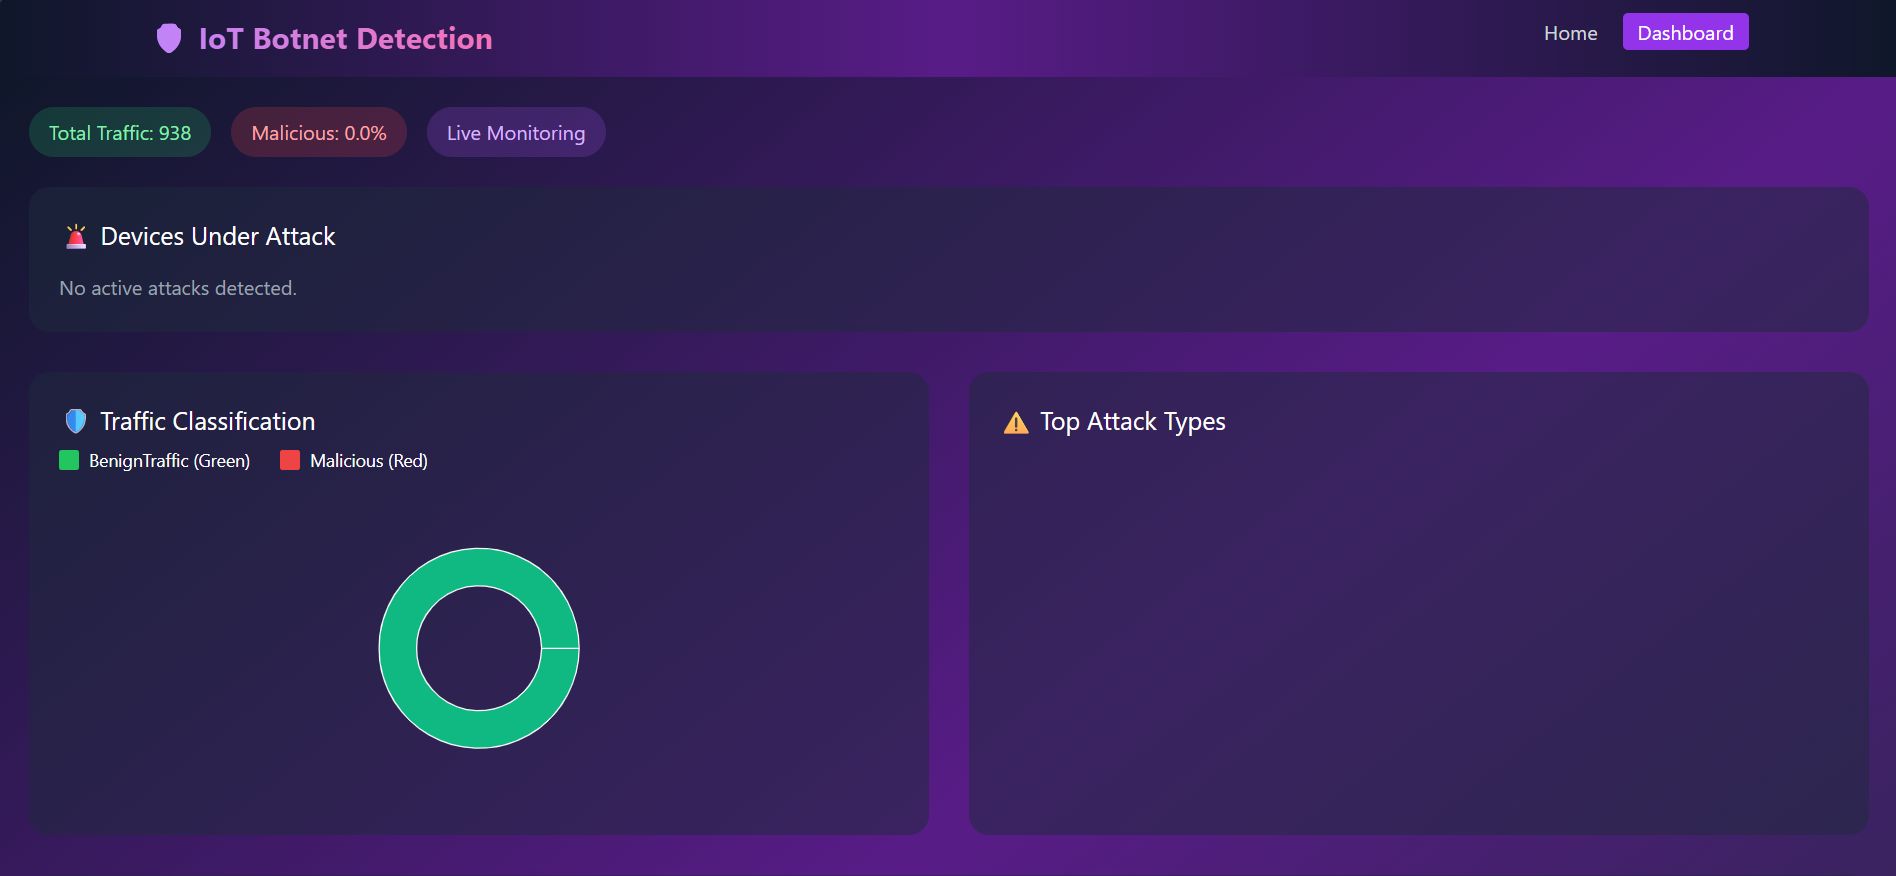 IoT Botnet Detection
Home
Dashboard
Total Traffic: 938
Malicious: 0.0%
Live Monitoring
Devices Under Attack
No active attacks detected.
Traffic Classification
BenignTraffic (Green)
Malicious (Red)
Top Attack Types